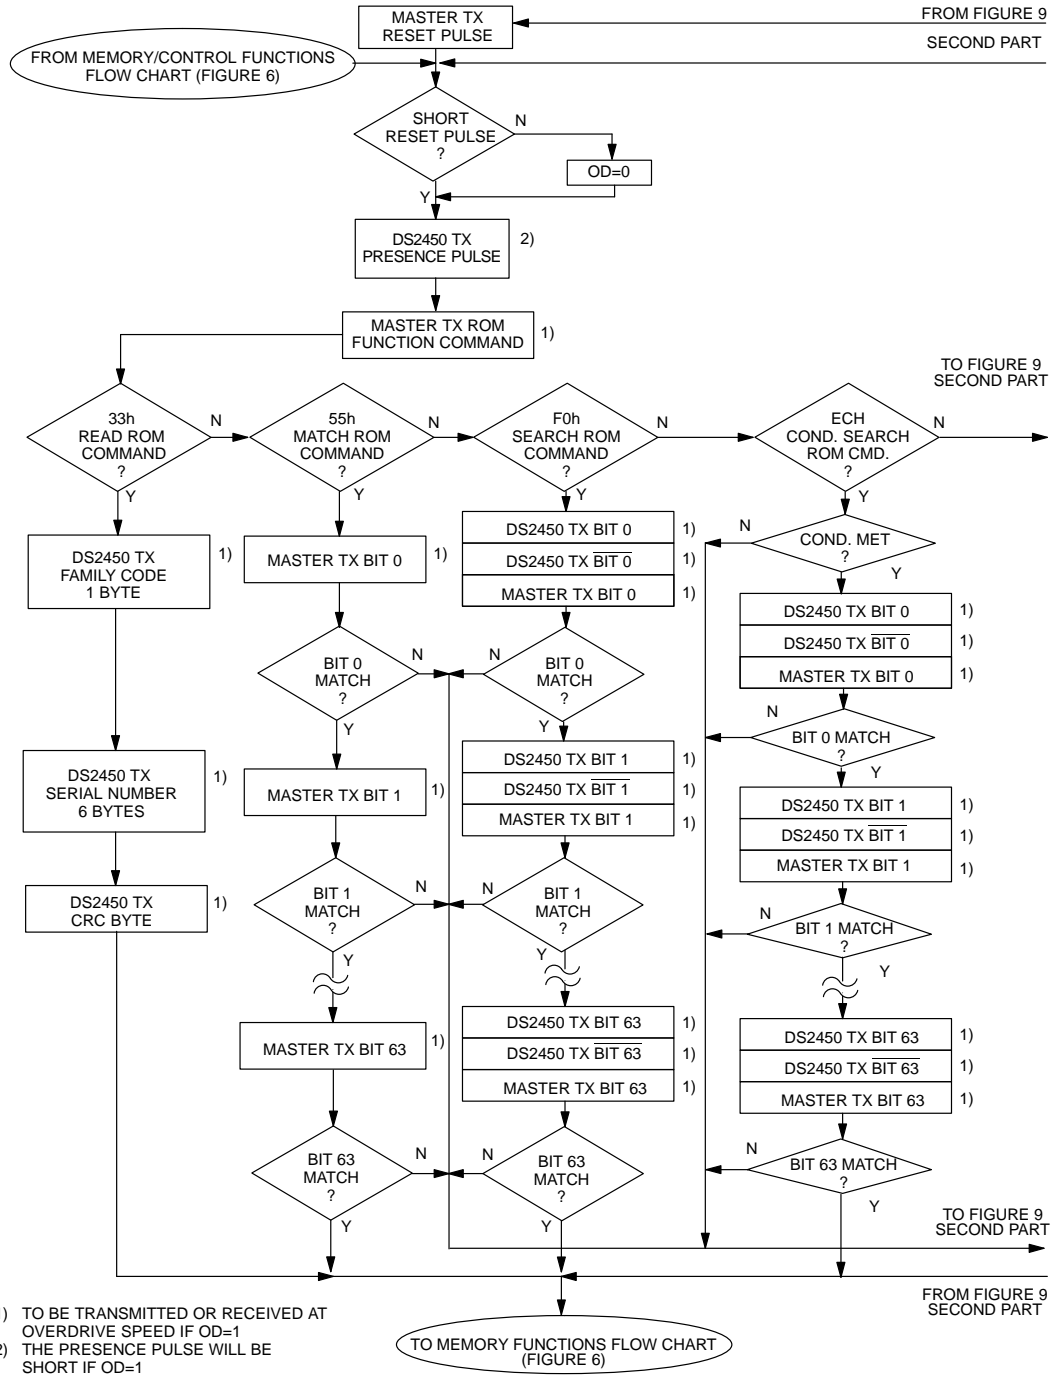 MASTER TX
RESET PULSE
FROM FIGURE 9
SECOND PART
FROM MEMORY/CONTROL FUNCTIONS
FLOW CHART (FIGURE 6)
SHORT
RESET PULSE
?
N
OD=0
Y
DS2450 TX
PRESENCE PULSE
2)
MASTER TX ROM
FUNCTION COMMAND
1)
TO FIGURE 9
SECOND PART
33h
READ ROM
COMMAND
?
N
Y
55h
MATCH ROM
COMMAND
?
N
Y
F0h
SEARCH ROM
COMMAND
?
N
Y
ECH
COND. SEARCH
ROM CMD.
?
N
Y
DS2450 TX
FAMILY CODE
1 BYTE
1)
DS2450 TX
SERIAL NUMBER
6 BYTES
1)
DS2450 TX
CRC BYTE
1)
MASTER TX BIT 0
1)
BIT 0
MATCH
?
N
Y
MASTER TX BIT 1
1)
BIT 1
MATCH
?
N
Y
MASTER TX BIT 63
1)
BIT 63
MATCH
?
N
Y
DS2450 TX BIT 0
1)
DS2450 TX BIT 0
1)
MASTER TX BIT 0
1)
N
BIT 0
MATCH
?
Y
DS2450 TX BIT 1
1)
DS2450 TX BIT 1
1)
MASTER TX BIT 1
1)
N
BIT 1
MATCH
?
Y
DS2450 TX BIT 63
1)
DS2450 TX BIT 63
1)
MASTER TX BIT 63
1)
N
BIT 63
MATCH
?
Y
N
COND. MET
?
Y
DS2450 TX BIT 0
1)
DS2450 TX BIT 0
1)
MASTER TX BIT 0
1)
N
BIT 0 MATCH
?
Y
DS2450 TX BIT 1
1)
DS2450 TX BIT 1
1)
MASTER TX BIT 1
1)
N
BIT 1 MATCH
?
Y
DS2450 TX BIT 63
1)
DS2450 TX BIT 63
1)
MASTER TX BIT 63
1)
N
BIT 63 MATCH
?
Y
TO FIGURE 9
SECOND PART
FROM FIGURE 9
SECOND PART
) TO BE TRANSMITTED OR RECEIVED AT
OVERDRIVE SPEED IF OD=1
2) THE PRESENCE PULSE WILL BE
SHORT IF OD=1
TO MEMORY FUNCTIONS FLOW CHART
(FIGURE 6)